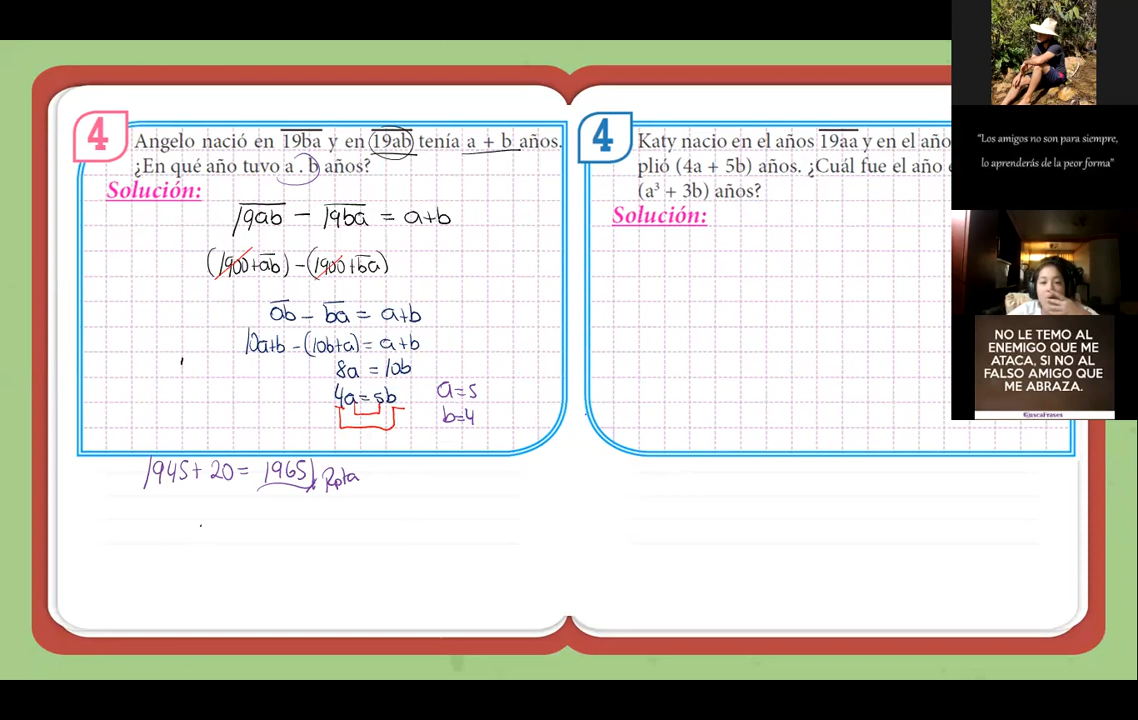 4
Angelo nació en 19ba y en 19ab tenía a + b años.
¿En qué año tuvo a . b años?
Solución:
19ab - 19ba = a+b
(1900+ab) - (1900+ba)
ab - ba = a+b
10a+b - (10b+a) = a+b
8a = 10b
4a = 5b
a=5
b=4
1945 + 20 = 1965 Rpta
4
Katy nacio en el años 19aa y en el año
plió (4a + 5b) años. ¿Cuál fue el año
(a³ + 3b) años?
Solución:
"Los amigos no son para siempre,
lo aprenderás de la peor forma"
NO LE TEMO AL
ENEMIGO QUE ME
ATACA, SI NO AL
FALSO AMIGO QUE
ME ABRAZA.
BuscaFrases